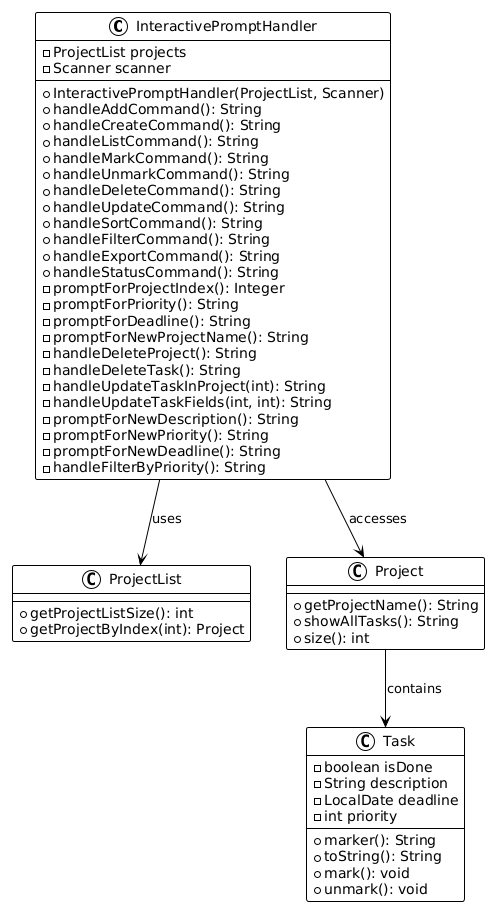 C InteractivePromptHandler
ProjectList projects
Scanner scanner
InteractivePromptHandler(ProjectList, Scanner)
handleAddCommand(): String
handleCreateCommand(): String
handleListCommand(): String
handleMarkCommand(): String
handleUnmarkCommand(): String
handleDeleteCommand(): String
handleUpdateCommand(): String
handleSortCommand(): String
handleFilterCommand(): String
handleExportCommand(): String
handleStatusCommand(): String
promptForProjectIndex(): Integer
promptForPriority(): String
promptForDeadline(): String
promptForNewProjectName(): String
handleDeleteProject(): String
handleDeleteTask(): String
handleUpdateTaskInProject(int): String
handleUpdateTaskFields(int, int): String
promptForNewDescription(): String
promptForNewPriority(): String
promptForNewDeadline(): String
handleFilterByPriority(): String
uses
accesses
C ProjectList
getProjectListSize(): int
getProjectByIndex(int): Project
C Project
getProjectName(): String
showAllTasks(): String
size(): int
contains
C Task
boolean isDone
String description
LocalDate deadline
int priority
marker(): String
toString(): String
mark(): void
unmark(): void